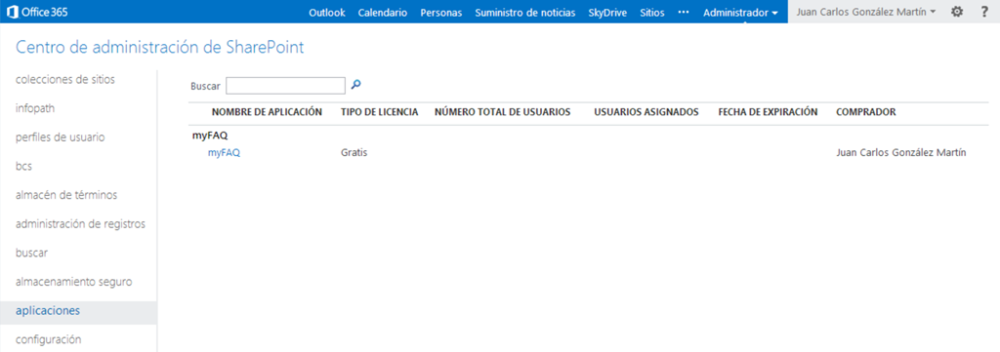 Office 365 Outlook Calendario Personas Suministro de noticias SkyDrive Sitios ••• Administrador Juan Carlos González Martín ?
Centro de administración de SharePoint
colecciones de sitios
infopath
perfiles de usuario
bcs
almacén de términos
administración de registros
buscar
almacenamiento seguro
aplicaciones
configuración
Buscar
NOMBRE DE APLICACIÓN TIPO DE LICENCIA NÚMERO TOTAL DE USUARIOS USUARIOS ASIGNADOS FECHA DE EXPIRACIÓN COMPRADOR
myFAQ
myFAQ Gratis Juan Carlos González Martín